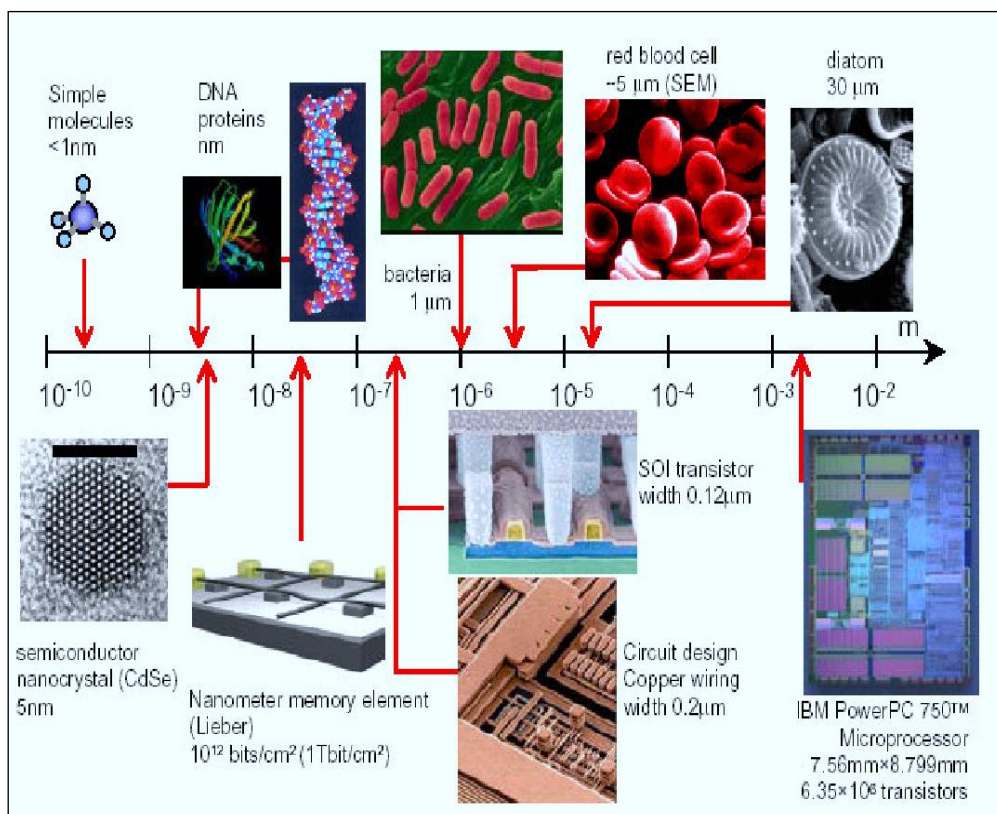 Simple
molecules
<1nm
DNA
proteins
nm
bacteria
1 μm
red blood cell
~5 μm (SEM)
diatom
30 μm
m
10⁻¹⁰
10⁻⁹
10⁻⁸
10⁻⁷
10⁻⁶
10⁻⁵
10⁻⁴
10⁻³
10⁻²
semiconductor
nanocrystal (CdSe)
5nm
Nanometer memory element
(Lieber)
10¹² bits/cm² (1Tbit/cm²)
SOI transistor
width 0.12μm
Circuit design
Copper wiring
width 0.2μm
IBM PowerPC 750™
Microprocessor
7.56mm×8.799mm
6.35×10⁶ transistors